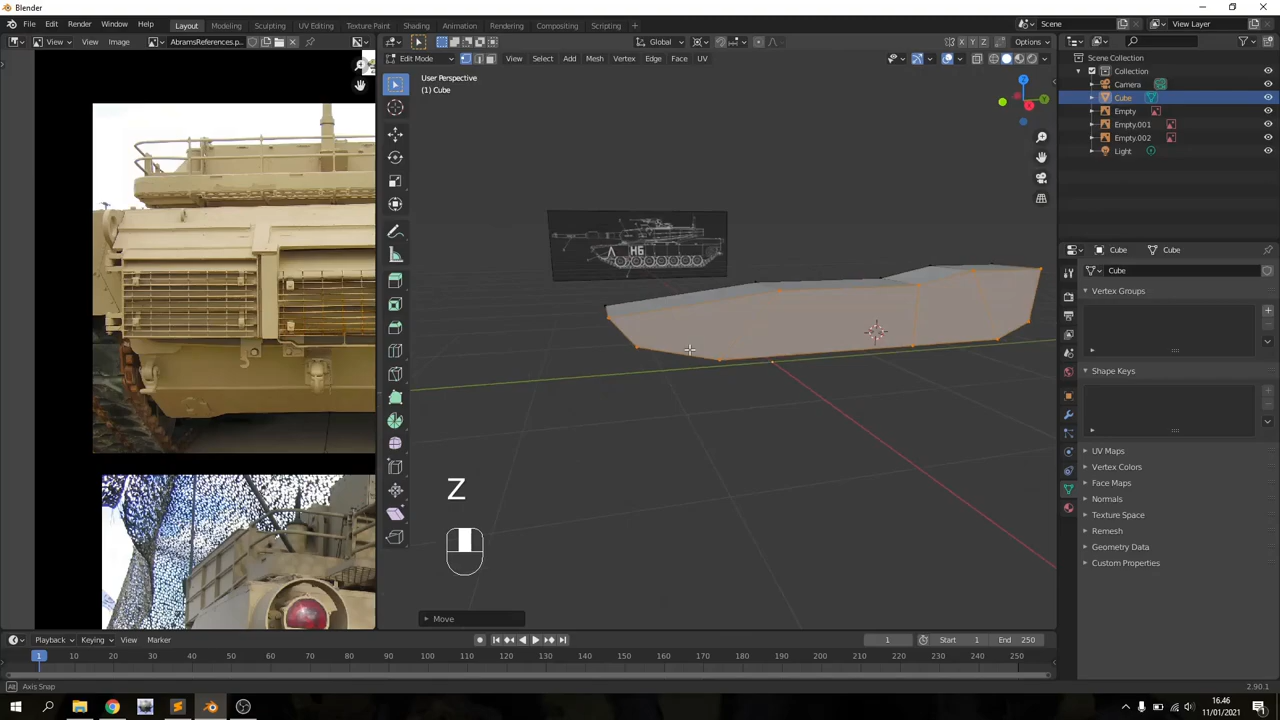 Blender
File Edit Render Window Help
Layout Modeling Sculpting UV Editing Texture Paint Shading Animation Rendering Compositing Scripting
Scene View Layer
View View Image AbramsReferences.p...
Global Options
Edit Mode View Select Add Mesh Vertex Edge Face UV
User Perspective
(1) Cube
X Y Z
Z
Y
Scene Collection
Collection
Camera
Cube
Empty
Empty.001
Empty.002
Light
H6
Cube Cube
Cube
Vertex Groups
Shape Keys
UV Maps
Vertex Colors
Face Maps
Normals
Texture Space
Remesh
Geometry Data
Custom Properties
Z
Move
Playback Keying View Marker
1 Start 1 End 250
1 10 20 30 40 50 60 70 80 90 100 110 120 130 140 150 160 170 180 190 200 210 220 230 240 250
Alt Axis Snap
2.90.1
16.46
11/01/2021